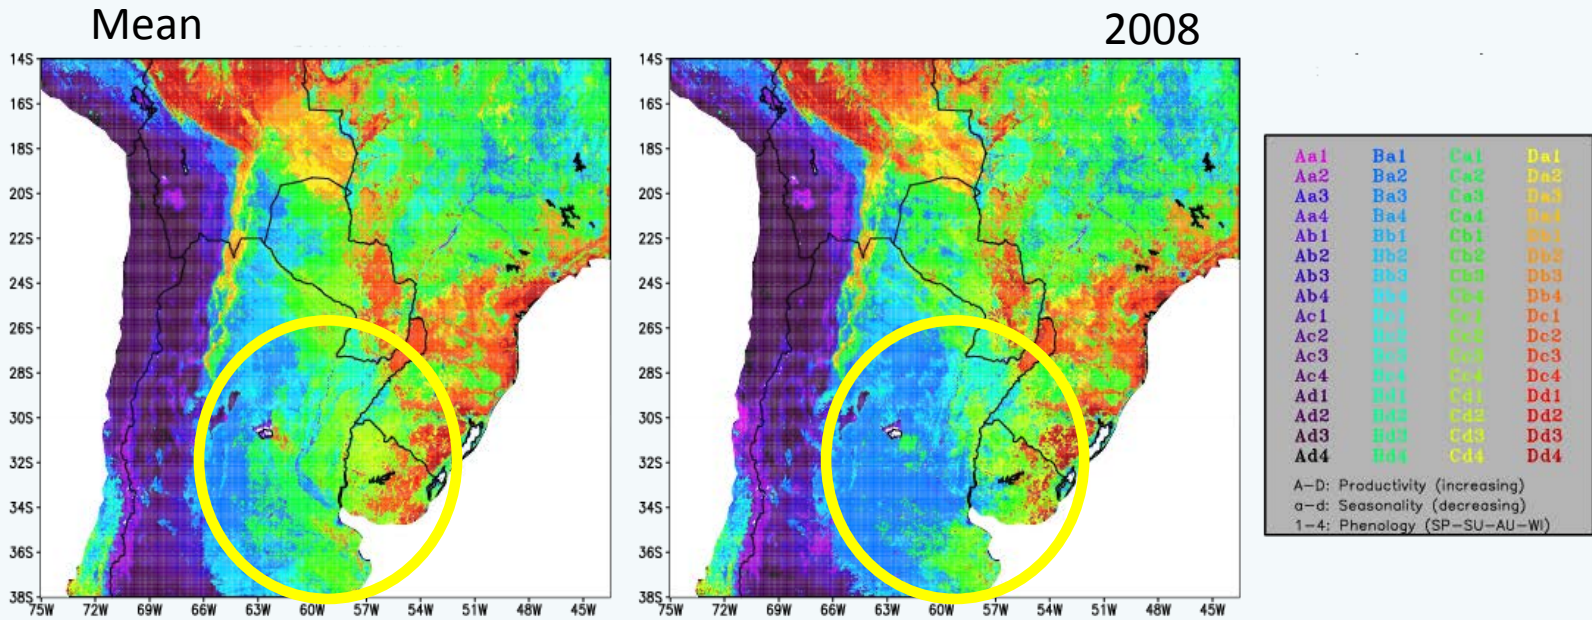 Mean
2008
14S
16S
18S
20S
22S
24S
26S
28S
30S
32S
34S
36S
38S
75W 72W 69W 66W 63W 60W 57W 54W 51W 48W 45W
14S
16S
18S
20S
22S
24S
26S
28S
30S
32S
34S
36S
38S
75W 72W 69W 66W 63W 60W 57W 54W 51W 48W 45W
Aa1 Ba1 Ca1 Da1
Aa2 Ba2 Ca2 Da2
Aa3 Ba3 Ca3 Da3
Aa4 Ba4 Ca4 Da4
Ab1 Bb1 Cb1 Db1
Ab2 Bb2 Cb2 Db2
Ab3 Bb3 Cb3 Db3
Ab4 Bb4 Cb4 Db4
Ac1 Bc1 Cc1 Dc1
Ac2 Bc2 Cc2 Dc2
Ac3 Bc3 Cc3 Dc3
Ac4 Bc4 Cc4 Dc4
Ad1 Bd1 Cd1 Dd1
Ad2 Bd2 Cd2 Dd2
Ad3 Bd3 Cd3 Dd3
Ad4 Bd4 Cd4 Dd4
A-D: Productivity (increasing)
a-d: Seasonality (decreasing)
1-4: Phenology (SP-SU-AU-WI)